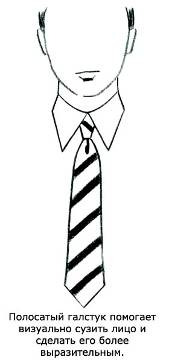 Полосатый галстук помогает
визуально сузить лицо и
сделать его более
выразительным.